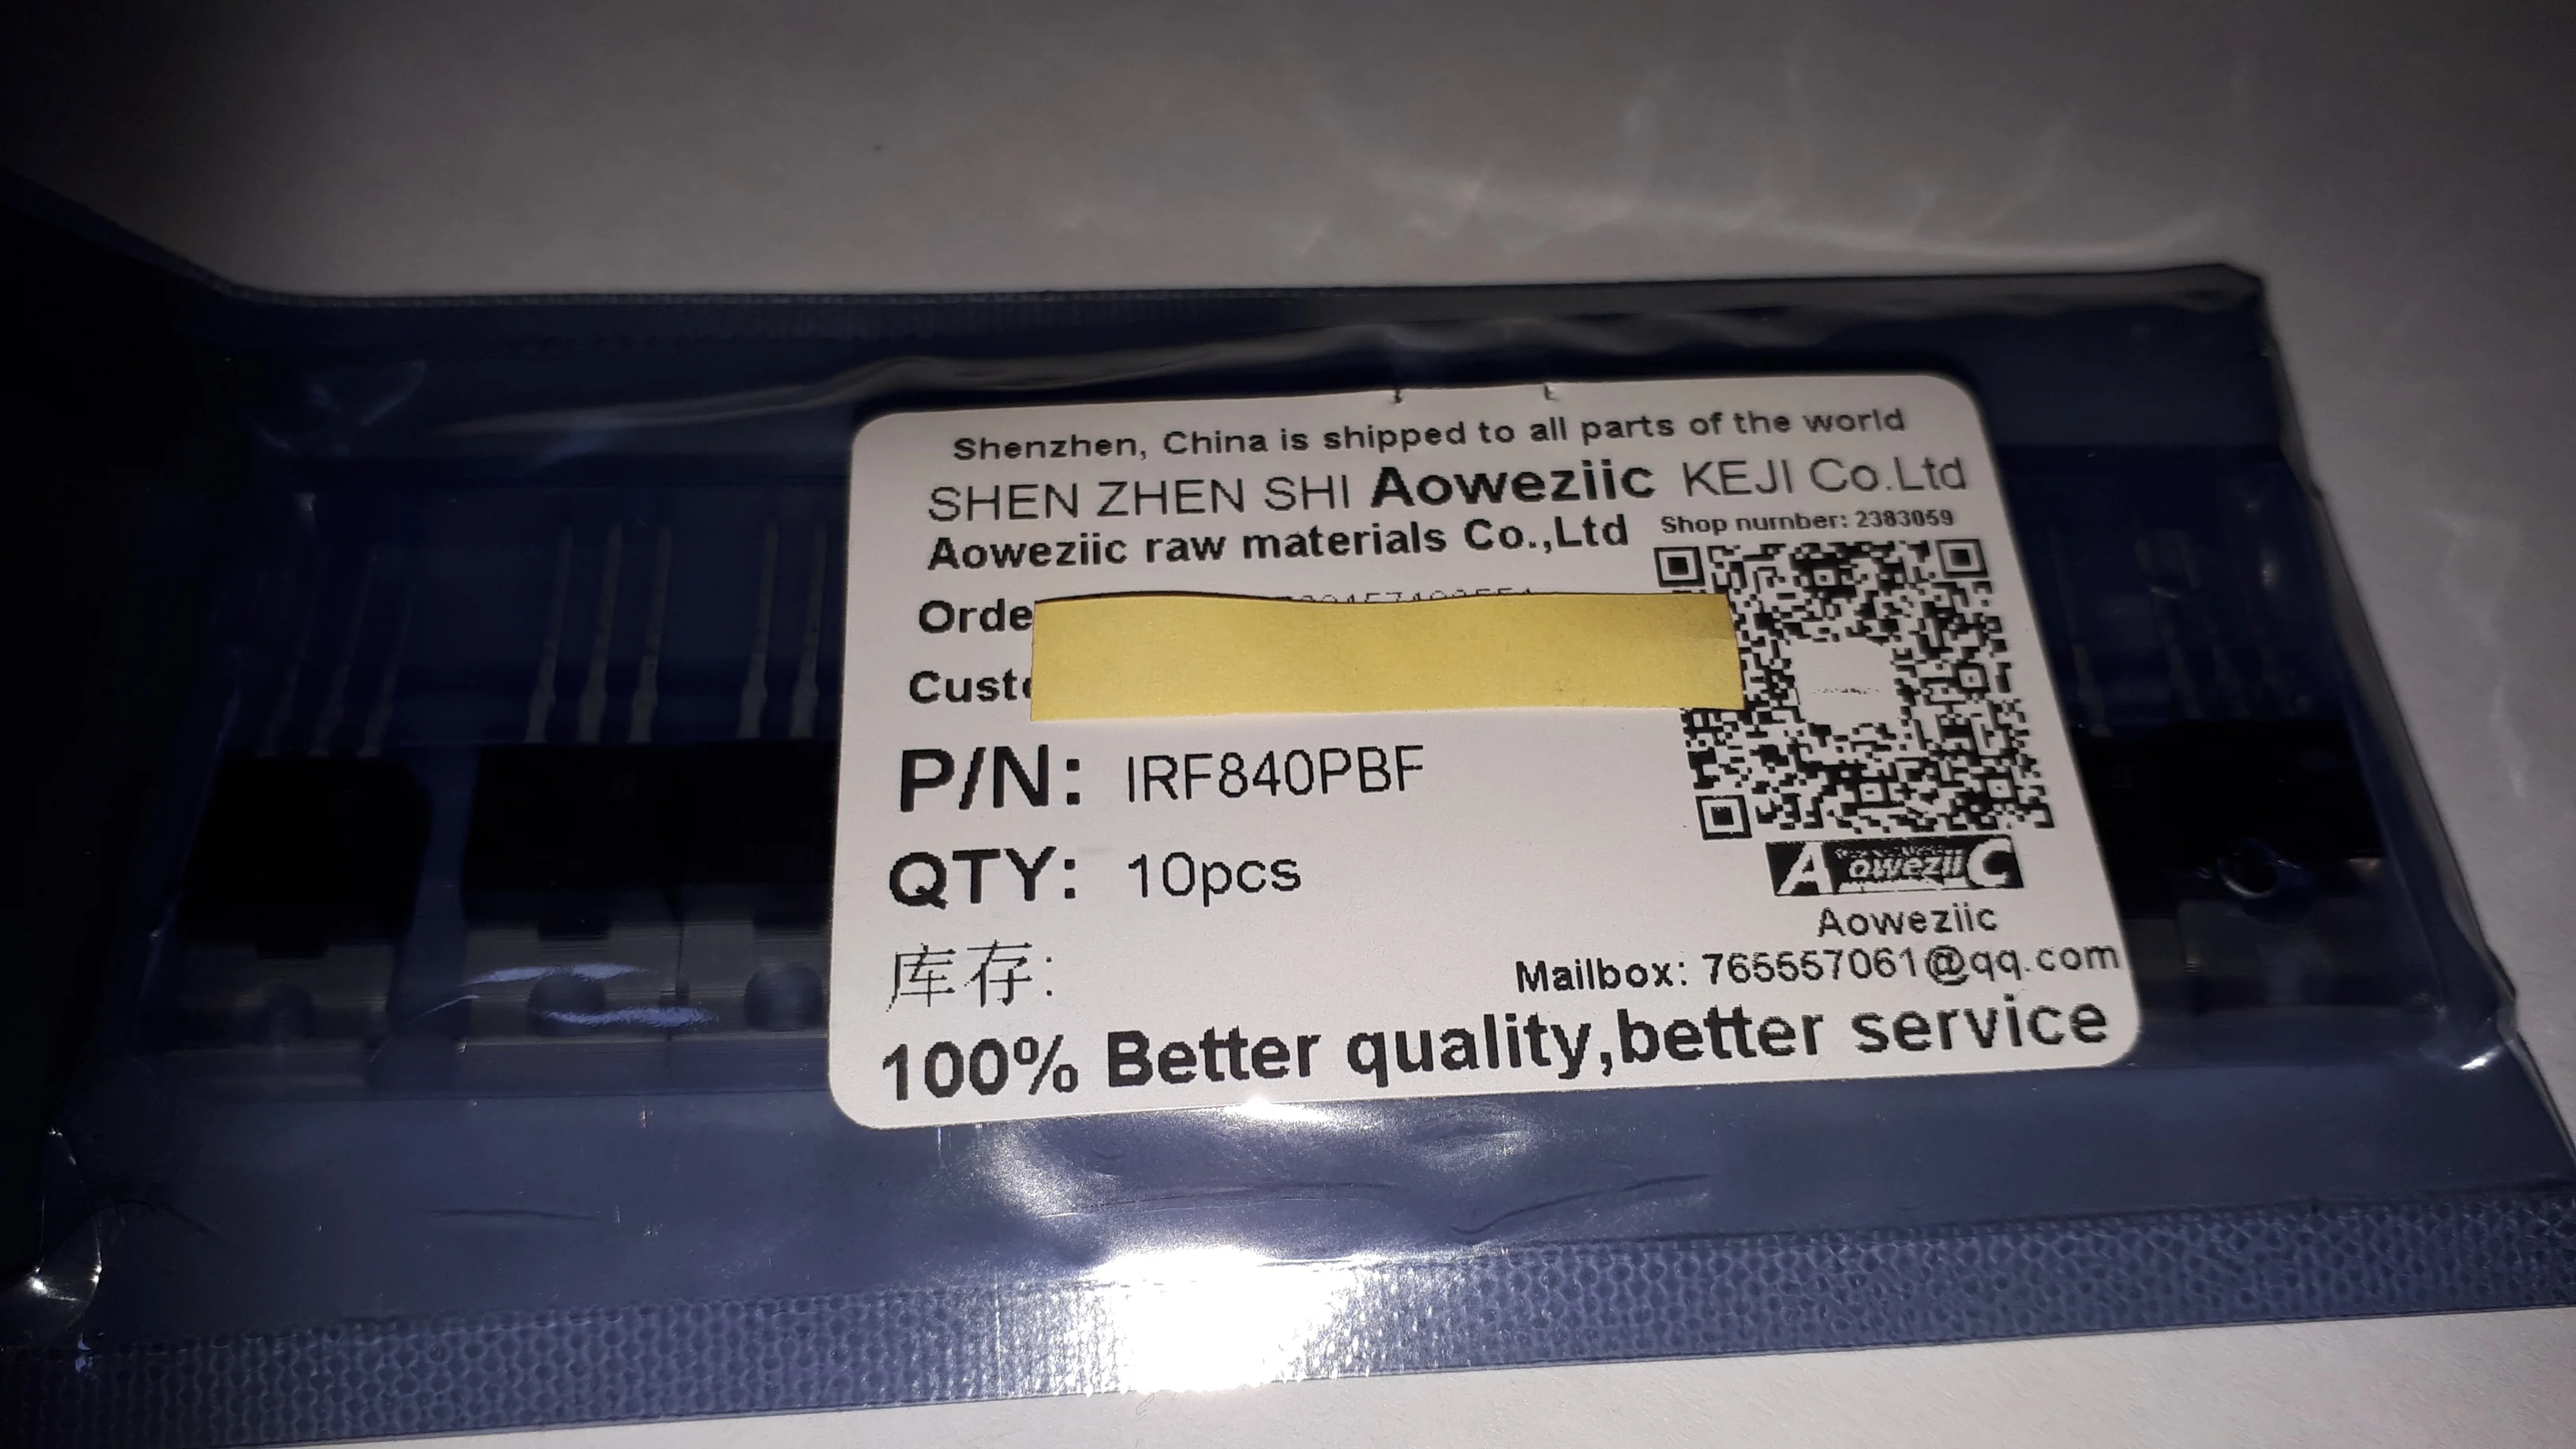 Shenzhen, China is shipped to all parts of the world
SHEN ZHEN SHI Aoweziic KEJI Co.Ltd
Aoweziic raw materials Co.,Ltd
Shop nurnber: 2383059
Orde
Cust
P/N: IRF840PBF
QTY: 10pcs
AoweziiC
Aoweziic
库存:
Mailbox: 765557061@qq.com
100% Better quality,better service